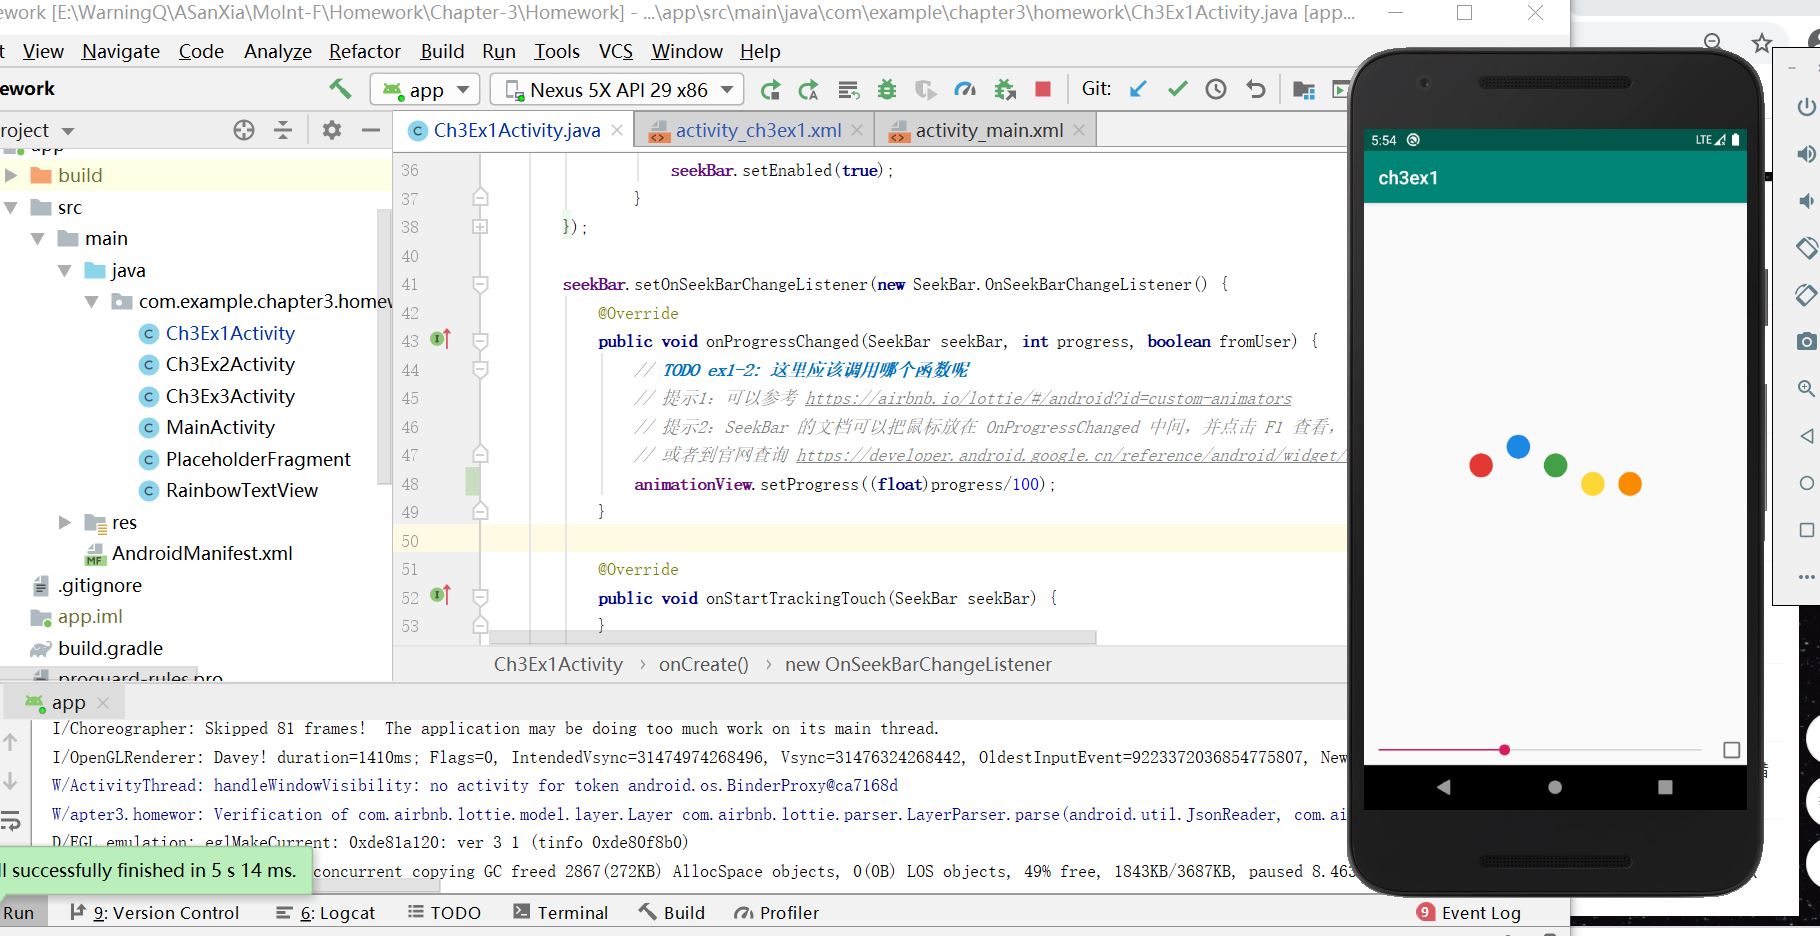 ework [E:\WarningQ\ASanXia\MoInt-F\Homework\Chapter-3\Homework] - ...\app\src\main\java\com\example\chapter3\homework\Ch3Ex1Activity.java [app...
t View Navigate Code Analyze Refactor Build Run Tools VCS Window Help
ework app Nexus 5X API 29 x86 Git:
roject
Ch3Ex1Activity.java activity_ch3ex1.xml activity_main.xml
app
build
src
main
java
com.example.chapter3.homew
Ch3Ex1Activity
Ch3Ex2Activity
Ch3Ex3Activity
MainActivity
PlaceholderFragment
RainbowTextView
res
AndroidManifest.xml
.gitignore
app.iml
build.gradle
proguard-rules.pro
36 seekBar.setEnabled(true);
37 }
38 });
40
41 seekBar.setOnSeekBarChangeListener(new SeekBar.OnSeekBarChangeListener() {
42 @Override
43 public void onProgressChanged(SeekBar seekBar, int progress, boolean fromUser) {
44 // TODO ex1-2: 这里应该调用哪个函数呢
45 // 提示1：可以参考 https://airbnb.io/lottie/#/android?id=custom-animators
46 // 提示2：SeekBar 的文档可以把鼠标放在 OnProgressChanged 中间，并点击 F1 查看，
47 // 或者到官网查询 https://developer.android.google.cn/reference/android/widget/
48 animationView.setProgress((float)progress/100);
49 }
50
51 @Override
52 public void onStartTrackingTouch(SeekBar seekBar) {
53 }
Ch3Ex1Activity › onCreate() › new OnSeekBarChangeListener
5:54 LTE
ch3ex1
app
I/Choreographer: Skipped 81 frames! The application may be doing too much work on its main thread.
I/OpenGLRenderer: Davey! duration=1410ms; Flags=0, IntendedVsync=31474974268496, Vsync=31476324268442, OldestInputEvent=9223372036854775807, New
W/ActivityThread: handleWindowVisibility: no activity for token android.os.BinderProxy@ca7168d
W/apter3.homewor: Verification of com.airbnb.lottie.model.layer.Layer com.airbnb.lottie.parser.LayerParser.parse(android.util.JsonReader, com.ai
D/EGL_emulation: eglMakeCurrent: 0xde81a120: ver 3 1 (tinfo 0xde80f8b0)
ll successfully finished in 5 s 14 ms. concurrent copying GC freed 2867(272KB) AllocSpace objects, 0(0B) LOS objects, 49% free, 1843KB/3687KB, paused 8.463
Run 9: Version Control 6: Logcat TODO Terminal Build Profiler 9 Event Log